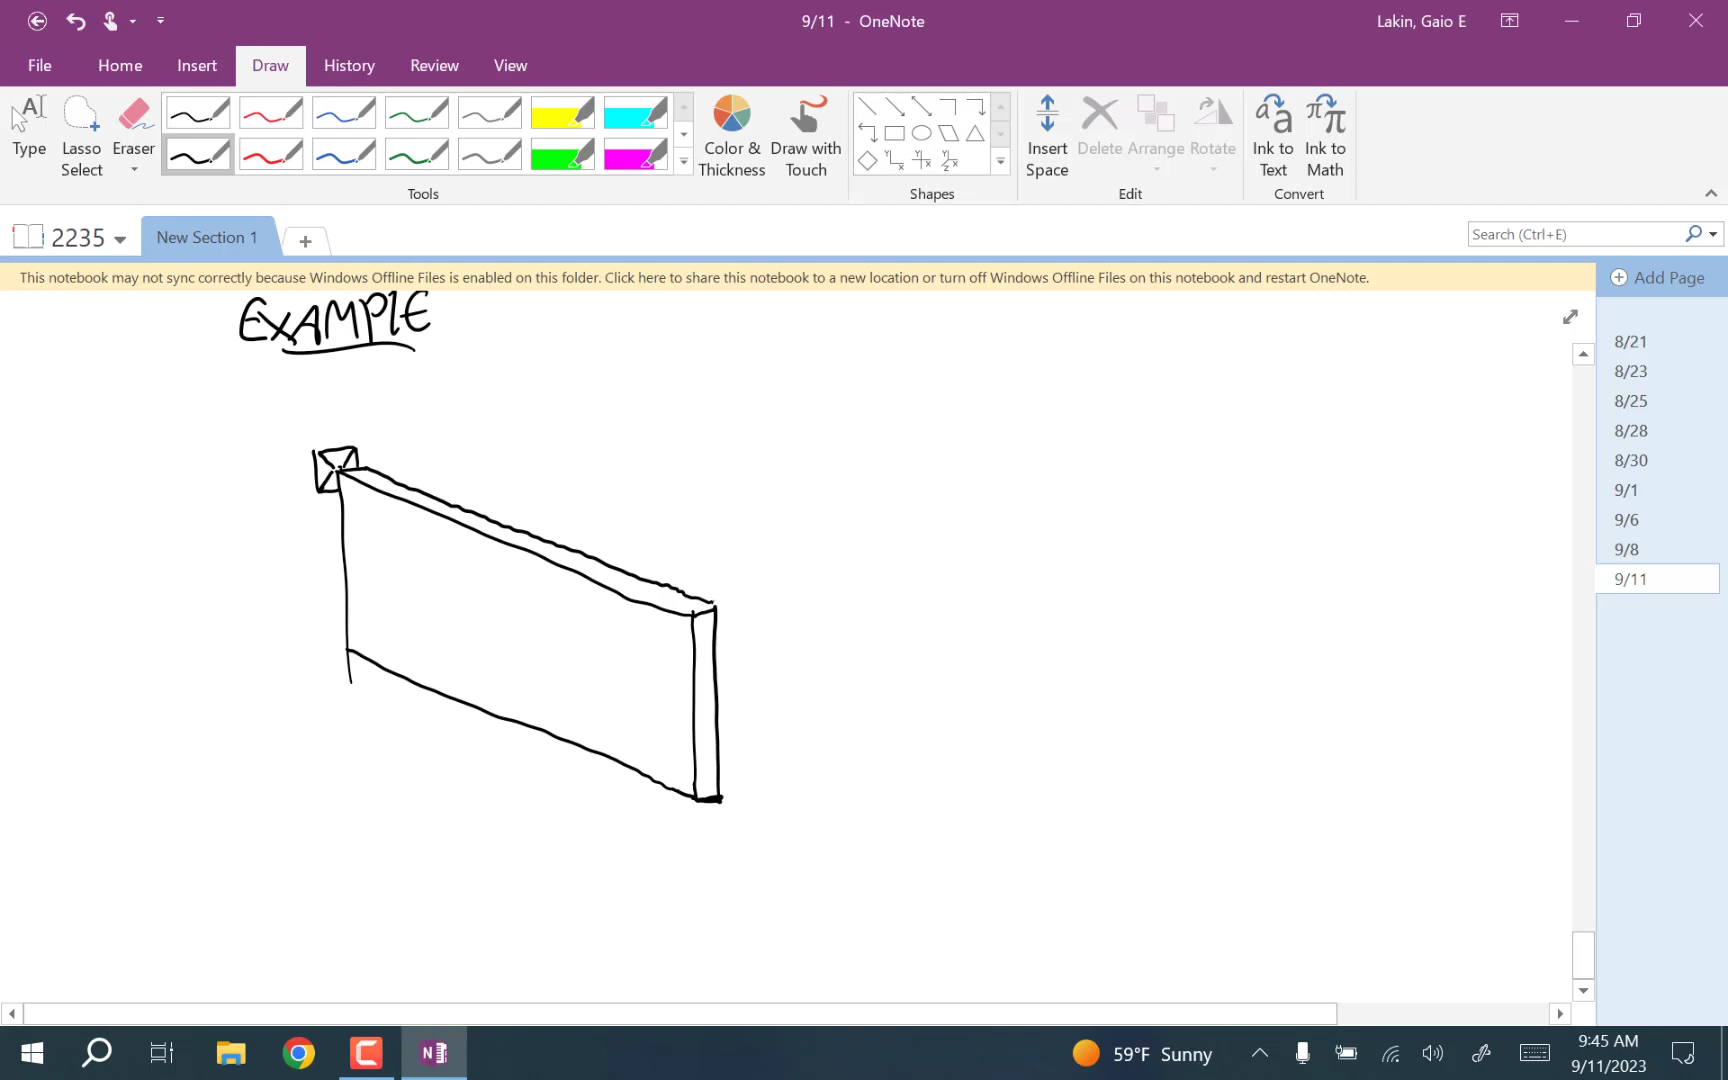 9/11 - OneNote
Lakin, Gaio E
File Home Insert Draw History Review View
Type
Lasso Select
Eraser
Color & Thickness
Draw with Touch
Insert Space
Delete
Arrange
Rotate
Ink to Text
Ink to Math
Tools
Shapes
Edit
Convert
2235
New Section 1
Search (Ctrl+E)
This notebook may not sync correctly because Windows Offline Files is enabled on this folder. Click here to share this notebook to a new location or turn off Windows Offline Files on this notebook and restart OneNote.
Add Page
EXAMPLE
8/21
8/23
8/25
8/28
8/30
9/1
9/6
9/8
9/11
59°F Sunny
9:45 AM
9/11/2023